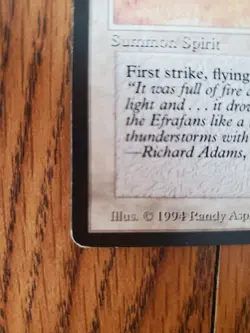 Summon Spirit
First strike, flying
"It was full of fire a
light and . . . it drov
the Efrafans like a
thunderstorms with
—Richard Adams,
Illus. © 1994 Randy Asp